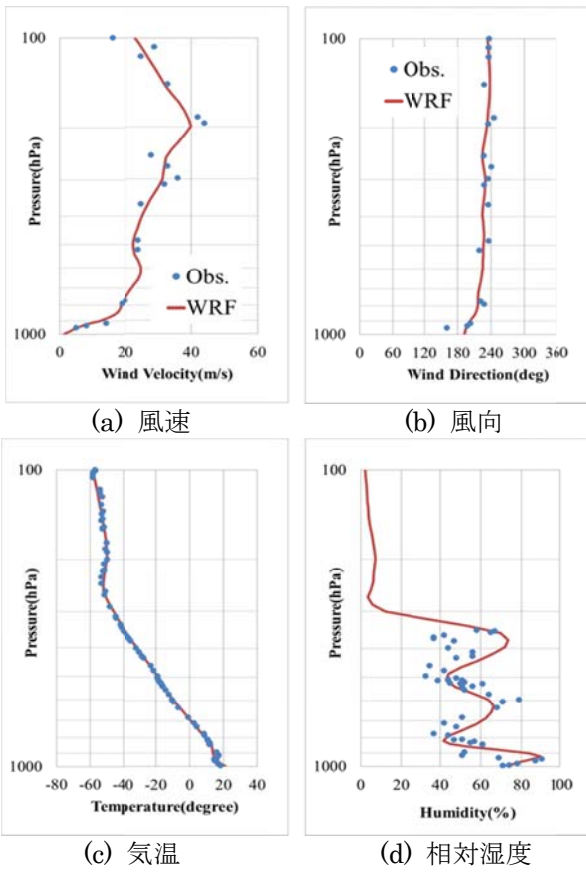 100
Pressure(hPa)
1000
0 20 40 60
Wind Velocity(m/s)
Obs.
WRF
(a) 風速
100
Pressure(hPa)
1000
0 60 120 180 240 300 360
Wind Direction(deg)
Obs.
WRF
(b) 風向
100
Pressure(hPa)
1000
-80 -60 -40 -20 0 20 40
Temperature(degree)
(c) 気温
100
Pressure(hPa)
1000
0 20 40 60 80 100
Humidity(%)
(d) 相対湿度